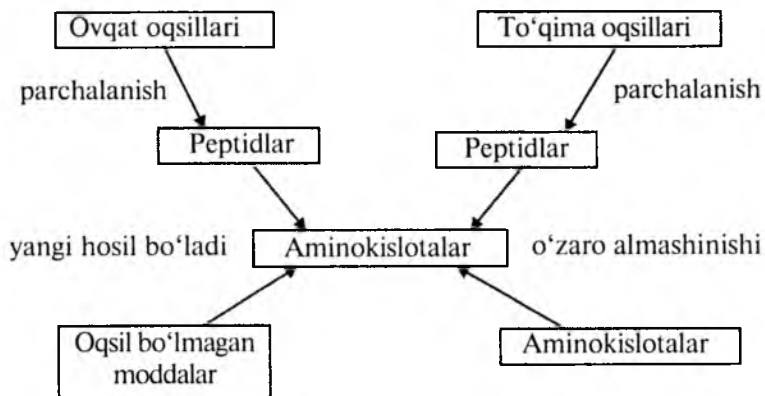 Ovqat oqsillari
To‘qima oqsillari
parchalanish
parchalanish
Peptidlar
Peptidlar
yangi hosil bo‘ladi
Aminokislotalar
o‘zaro almashinishi
Oqsil bo‘lmagan
moddalar
Aminokislotalar